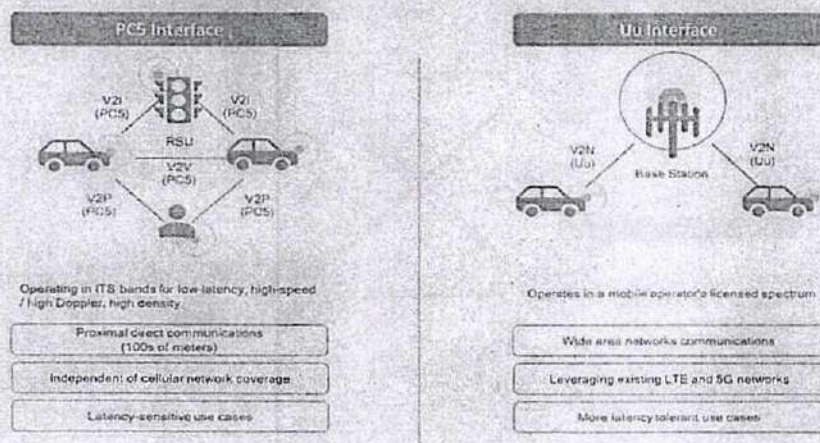 PC5 Interface
V2I
(PC5)
V2I
(PC5)
RSU
V2V
(PC5)
V2P
(PC5)
V2P
(PC5)
Operating in ITS bands for low-latency, high-speed
/ high Doppler, high density.
Proximal direct communications
(100s of meters)
Independent of cellular network coverage
Latency-sensitive use cases
Uu Interface
V2N
(Uu)
V2N
(Uu)
Base Station
Operates in a mobile operator's licensed spectrum
Wide area networks communications
Leveraging existing LTE and 5G networks
More latency tolerant use cases